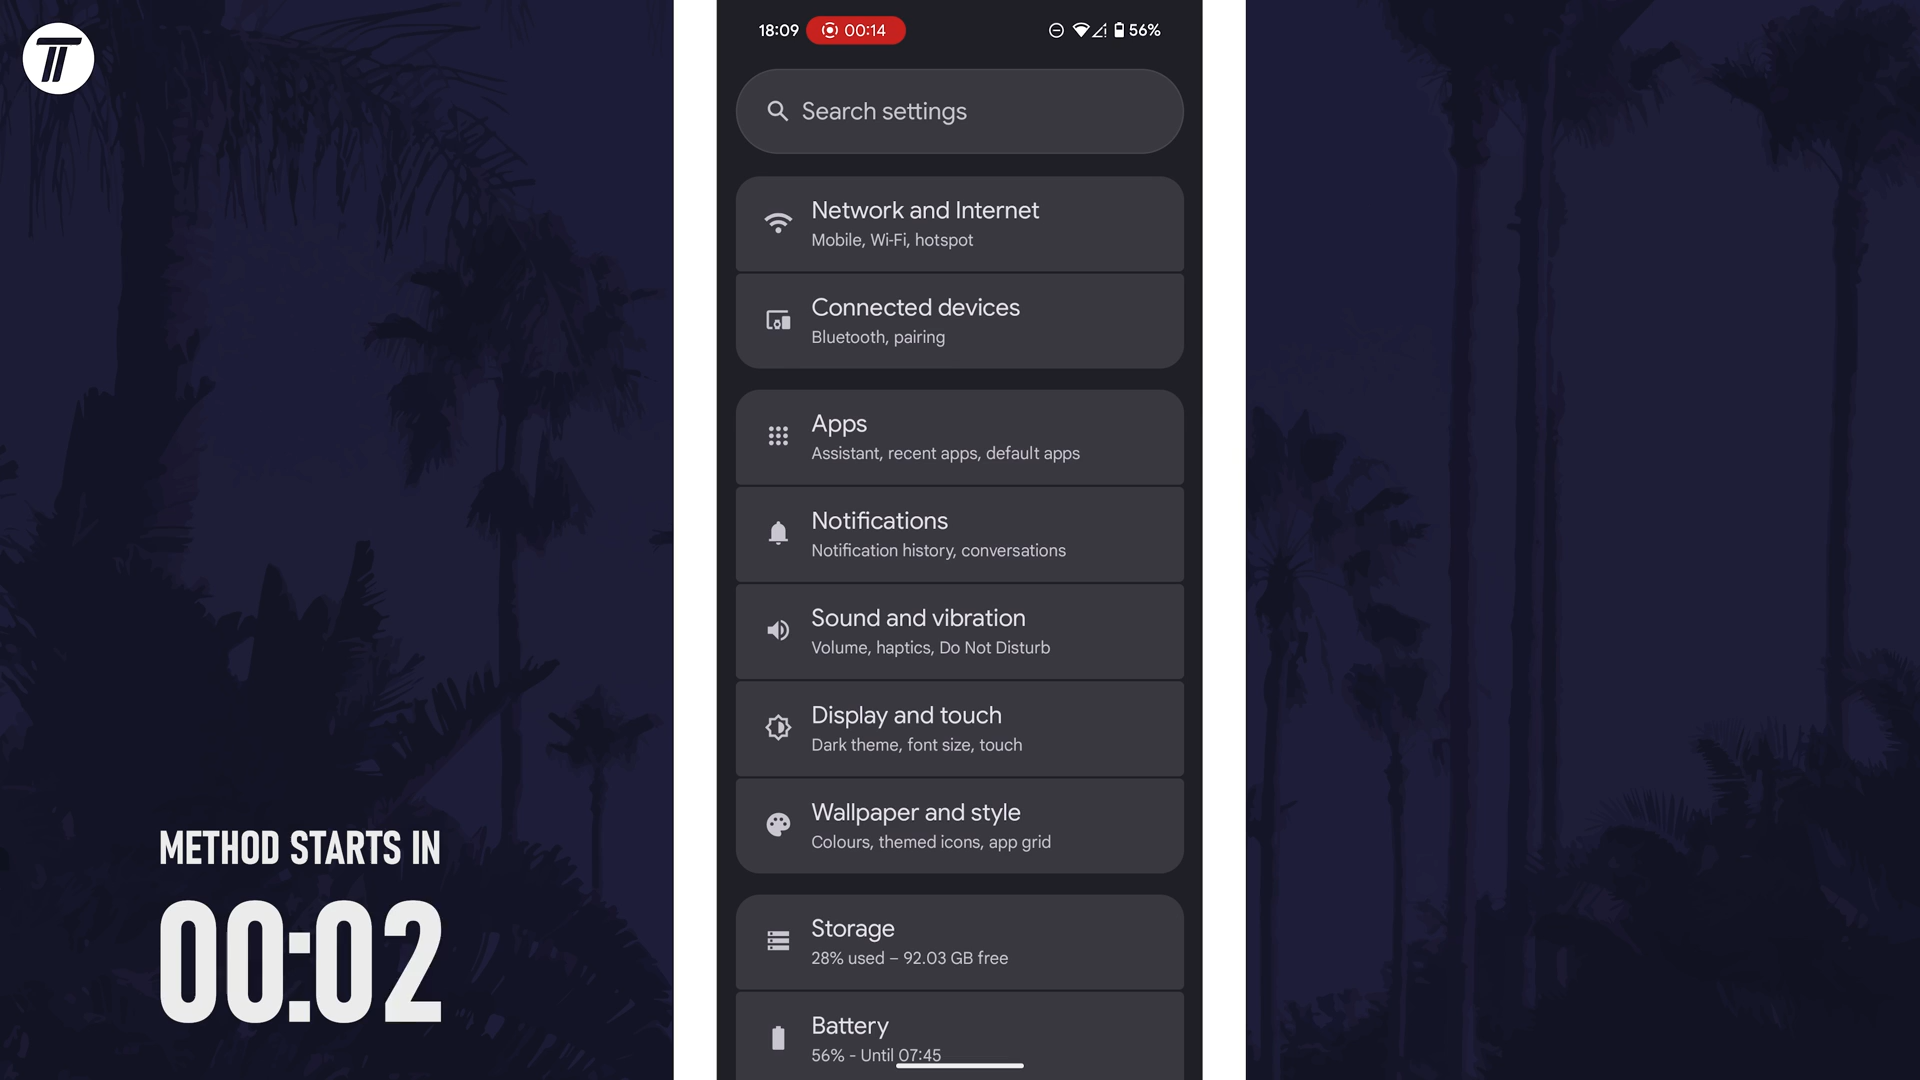 TT
18:09 00:14 56%
Search settings
Network and Internet
Mobile, Wi-Fi, hotspot
Connected devices
Bluetooth, pairing
Apps
Assistant, recent apps, default apps
Notifications
Notification history, conversations
Sound and vibration
Volume, haptics, Do Not Disturb
Display and touch
Dark theme, font size, touch
Wallpaper and style
Colours, themed icons, app grid
Storage
28% used – 92.03 GB free
Battery
56% - Until 07:45
METHOD STARTS IN
00:02